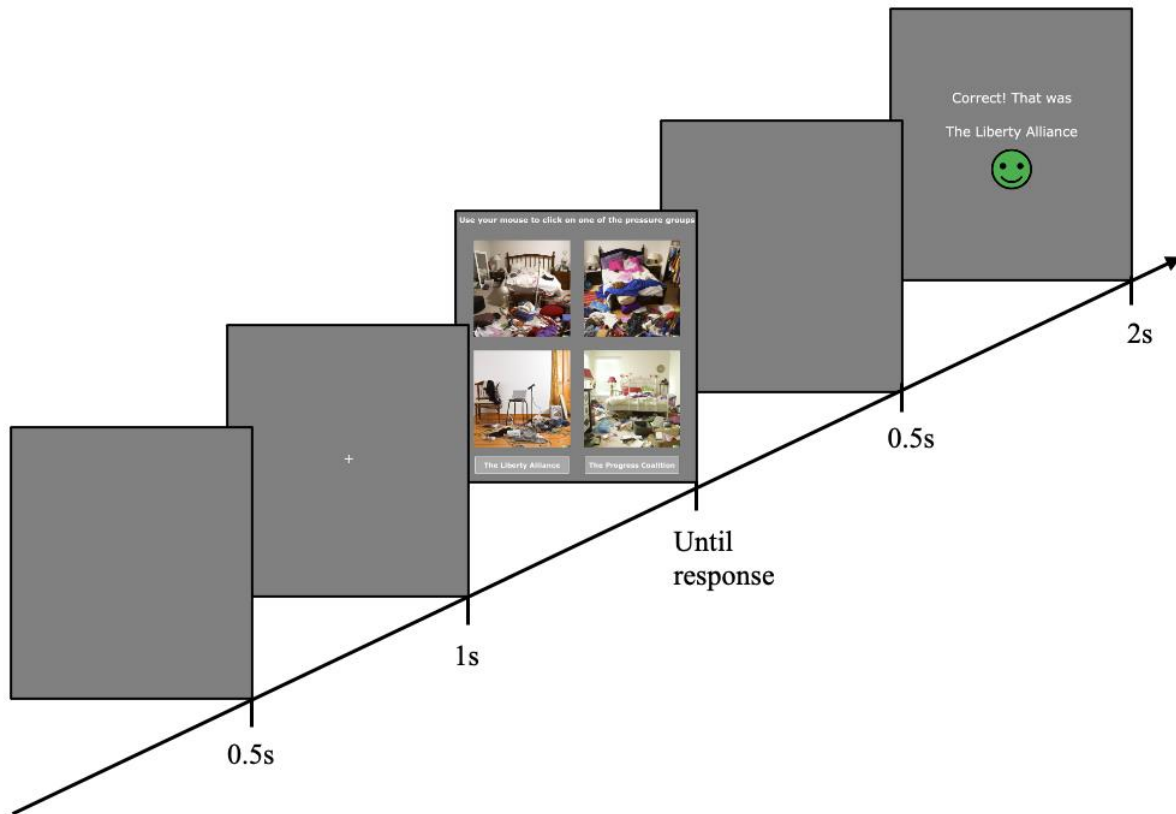 Correct! That was
The Liberty Alliance
Use your mouse to click on one of the pressure groups
The Liberty Alliance
The Progress Coalition
+
2s
0.5s
Until
response
1s
0.5s